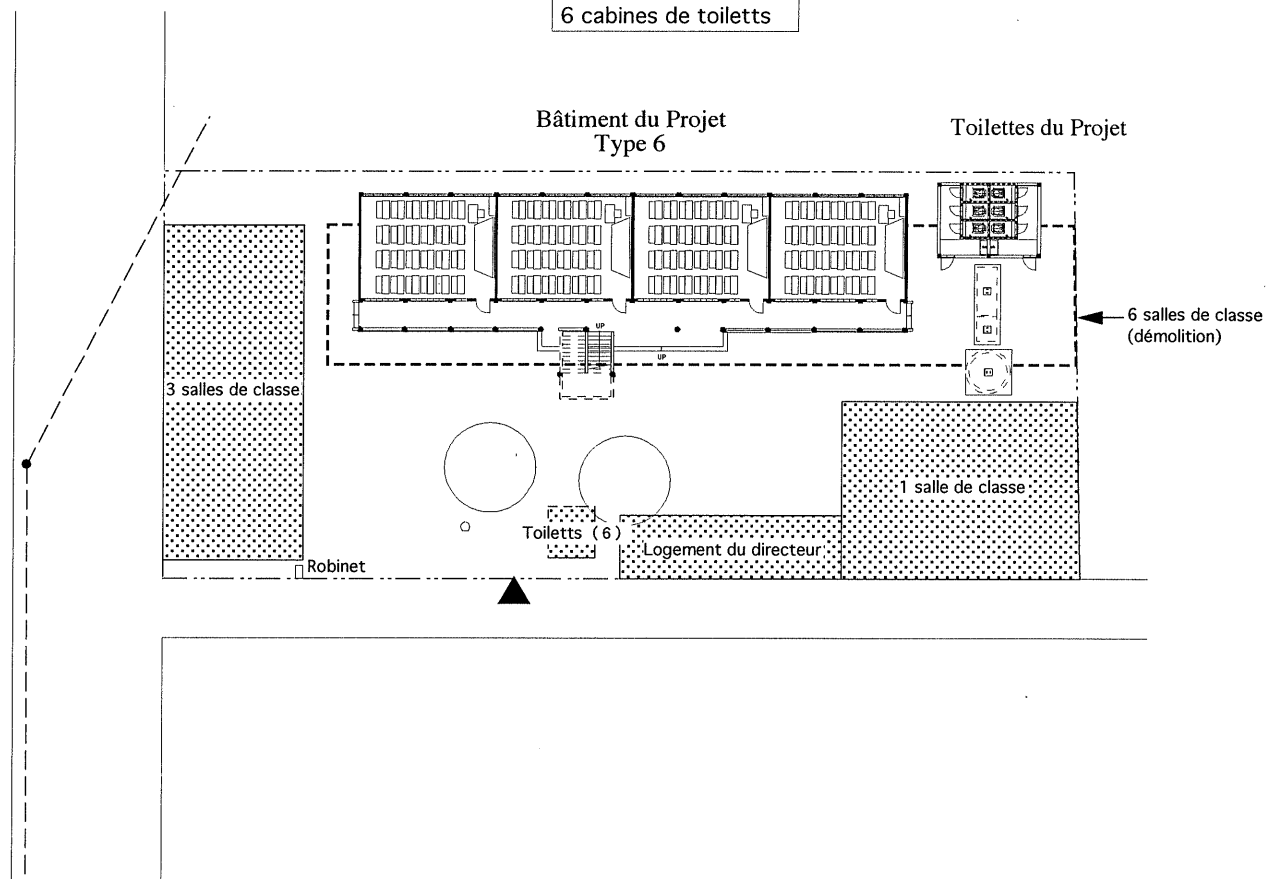 6 cabines de toiletts
Bâtiment du Projet
Type 6
Toilettes du Projet
6 salles de classe
(démolition)
UP
UP
3 salles de classe
1 salle de classe
Toiletts (6)
Logement du directeur
Robinet